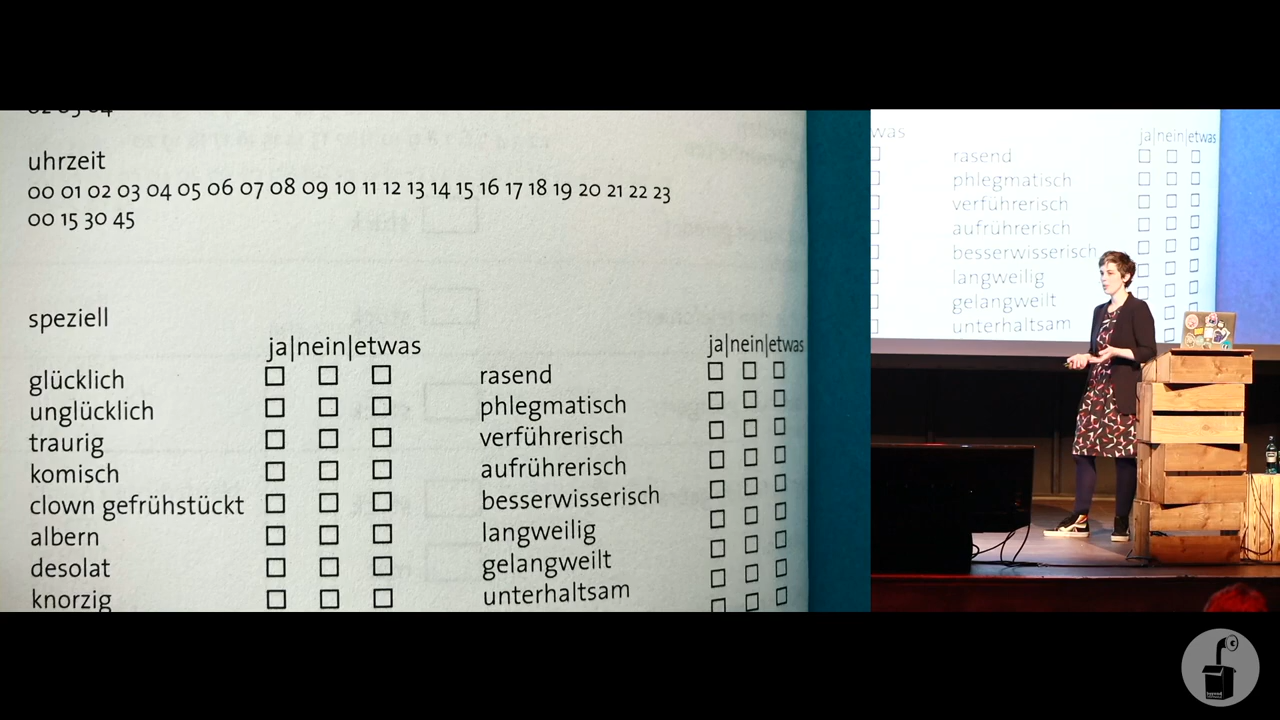 02 03 04
uhrzeit
00 01 02 03 04 05 06 07 08 09 10 11 12 13 14 15 16 17 18 19 20 21 22 23
00 15 30 45
speziell
ja|nein|etwas
glücklich
unglücklich
traurig
komisch
clown gefrühstückt
albern
desolat
knorzig
ja|nein|etwas
rasend
phlegmatisch
verführerisch
aufrührerisch
besserwisserisch
langweilig
gelangweilt
unterhaltsam
was
ja|nein|etwas
rasend
phlegmatisch
verführerisch
aufrührerisch
besserwisserisch
langweilig
gelangweilt
unterhaltsam